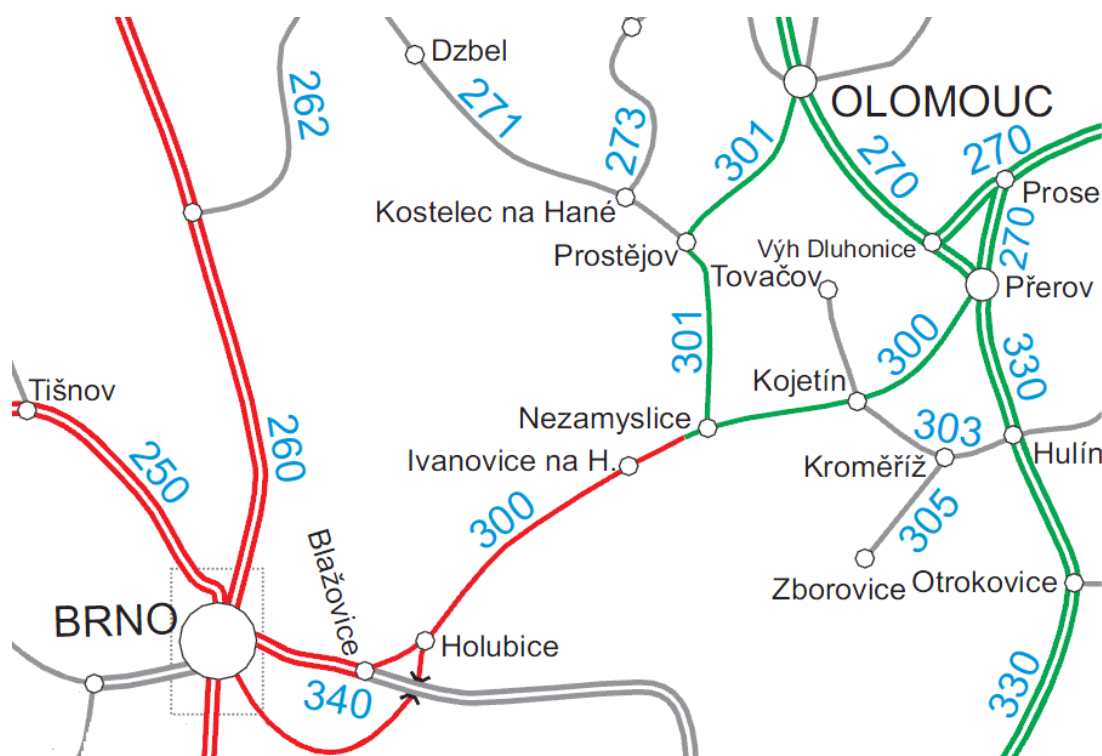 Dzbel
262
271
273
OLOMOUC
301
270
270
Prose
Kostelec na Hané
Prostějov
Výh Dluhonice
270
Tovačov
Přerov
301
300
330
Tišnov
Kojetín
Nezamyslice
303
Ivanovice na H.
Kroměříž
Hulín
250
260
300
305
Blažovice
Zborovice
Otrokovice
BRNO
Holubice
340
330